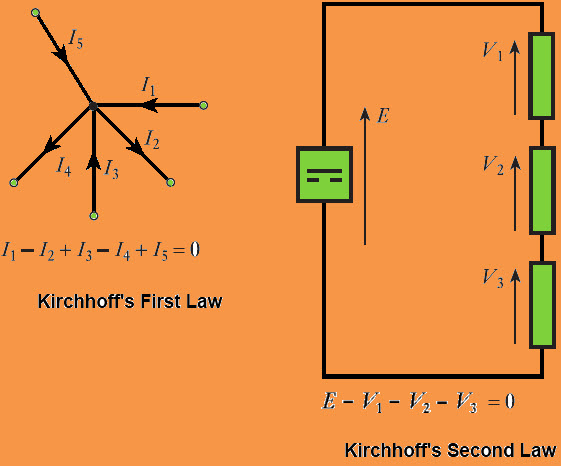 I₅
I₁
I₂
I₄
I₃
I₁ − I₂ + I₃ − I₄ + I₅ = 0
Kirchhoff's First Law
V₁
E
V₂
V₃
E − V₁ − V₂ − V₃ = 0
Kirchhoff's Second Law